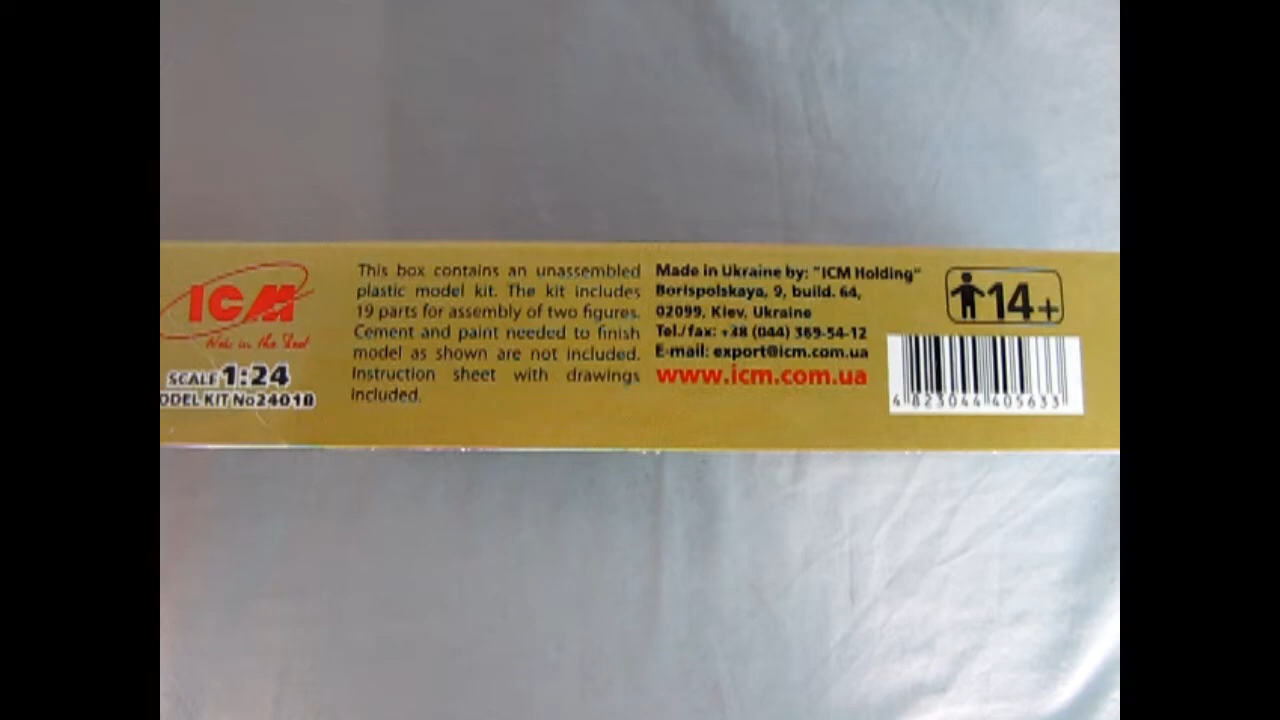 ICM
SCALE 1:24
ODEL KIT No24018
This box contains an unassembled
plastic model kit. The kit includes
19 parts for assembly of two figures.
Cement and paint needed to finish
model as shown are not included.
Instruction sheet with drawings
included.
Made in Ukraine by: "ICM Holding"
Borispolskaya, 9, build. 64,
02099, Kiev, Ukraine
Tel./fax: +38 (044) 369-54-12
E-mail: export@icm.com.ua
www.icm.com.ua
14+
4 823044 405633